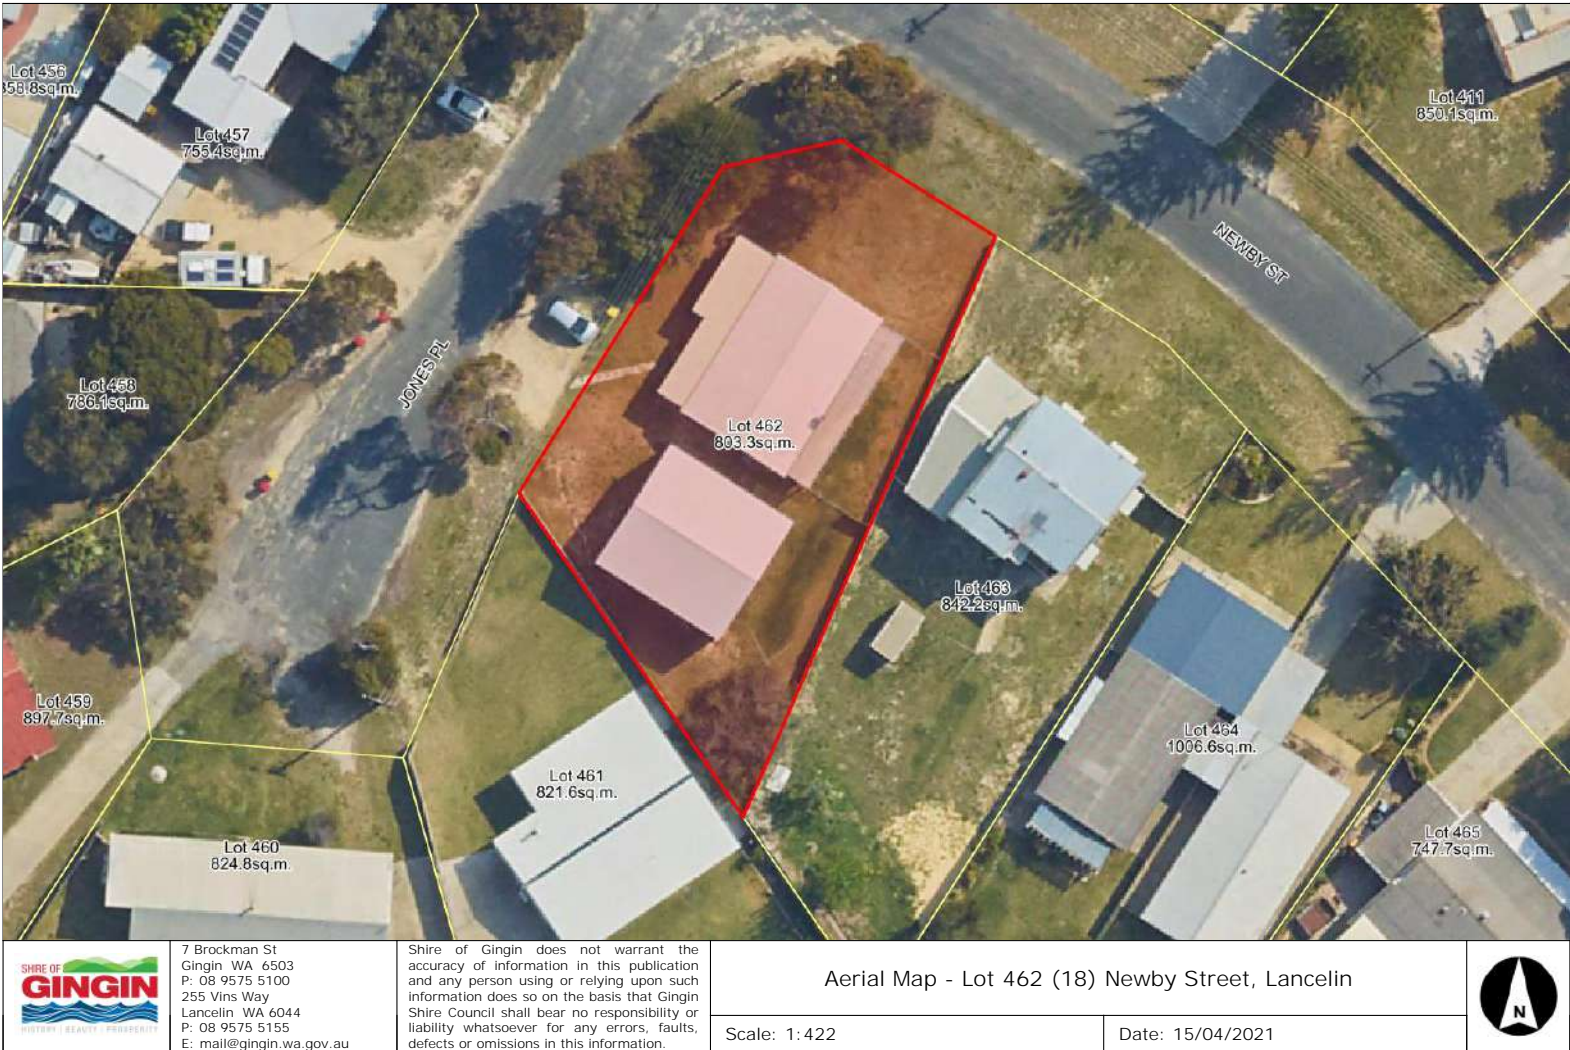 Lot 456
858.8sq.m.
Lot 457
755.4sq.m.
Lot 411
850.1sq.m.
NEWBY ST
JONES PL
Lot 458
786.1sq.m.
Lot 462
803.3sq.m.
Lot 463
842.2sq.m.
Lot 459
897.7sq.m.
Lot 464
1006.6sq.m.
Lot 461
821.6sq.m.
Lot 460
824.8sq.m.
Lot 465
747.7sq.m.
SHIRE OF
GINGIN
HISTORY | BEAUTY | PROSPERITY
7 Brockman St
Gingin WA 6503
P: 08 9575 5100
255 Vins Way
Lancelin WA 6044
P: 08 9575 5155
E: mail@gingin.wa.gov.au
Shire of Gingin does not warrant the
accuracy of information in this publication
and any person using or relying upon such
information does so on the basis that Gingin
Shire Council shall bear no responsibility or
liability whatsoever for any errors, faults,
defects or omissions in this information.
Aerial Map - Lot 462 (18) Newby Street, Lancelin
Scale: 1:422
Date: 15/04/2021
N